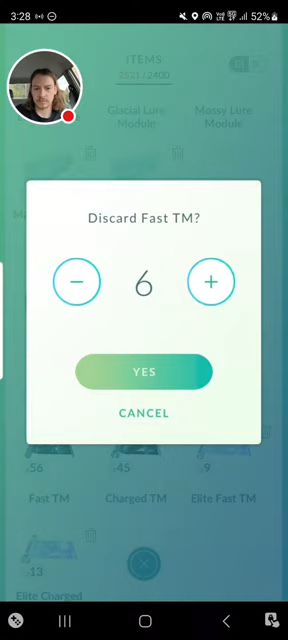 3:28
52%
ITEMS
2523 / 2400
Glacial Lure
Module
Mossy Lure
Module
Discard Fast TM?
− 6 +
YES
CANCEL
56
45
9
Fast TM
Charged TM
Elite Fast TM
13
Elite Charged